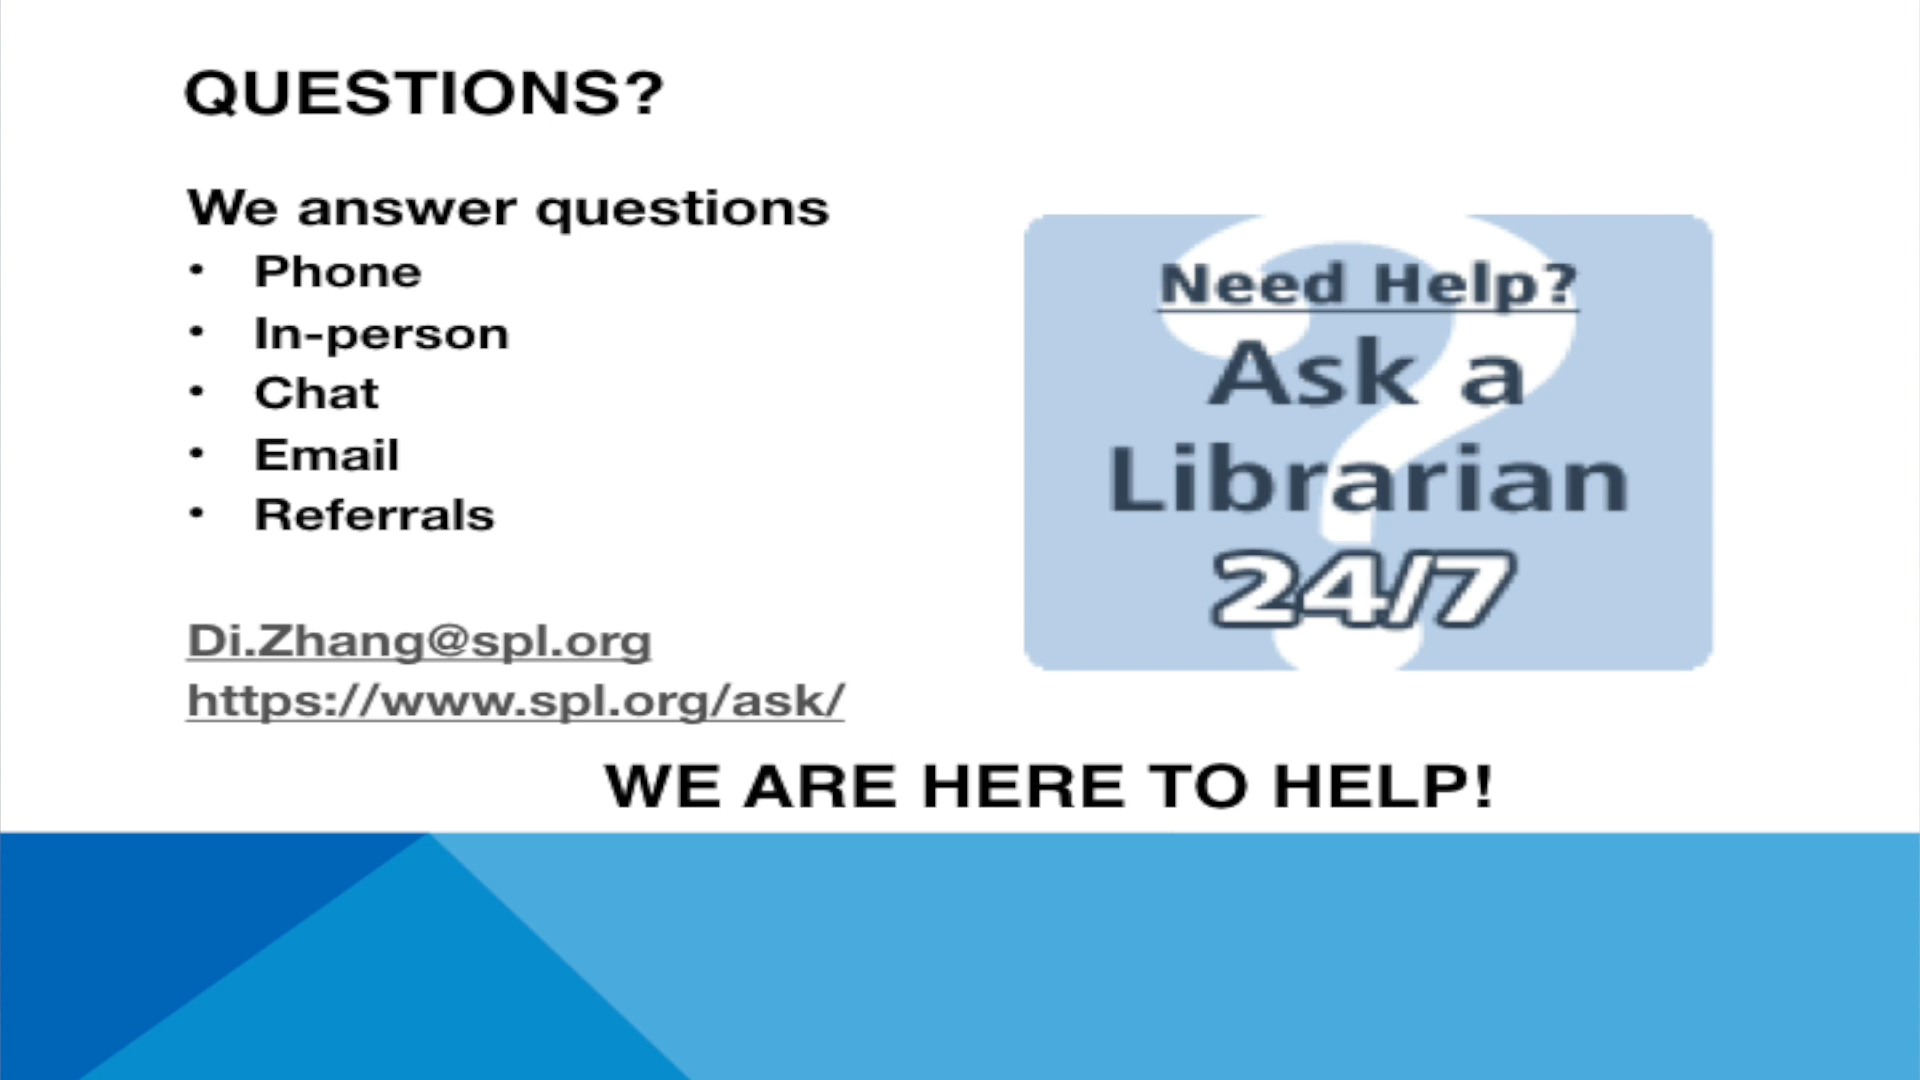 QUESTIONS?
We answer questions
• Phone
• In-person
• Chat
• Email
• Referrals
Di.Zhang@spl.org
https://www.spl.org/ask/
Need Help?
Ask a
Librarian
24/7
WE ARE HERE TO HELP!